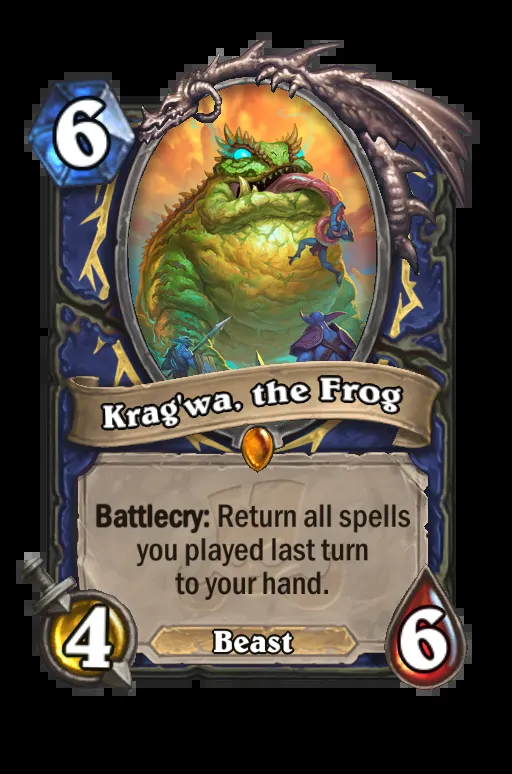 6
Krag'wa, the Frog
Battlecry: Return all spells
you played last turn
to your hand.
4
Beast
6